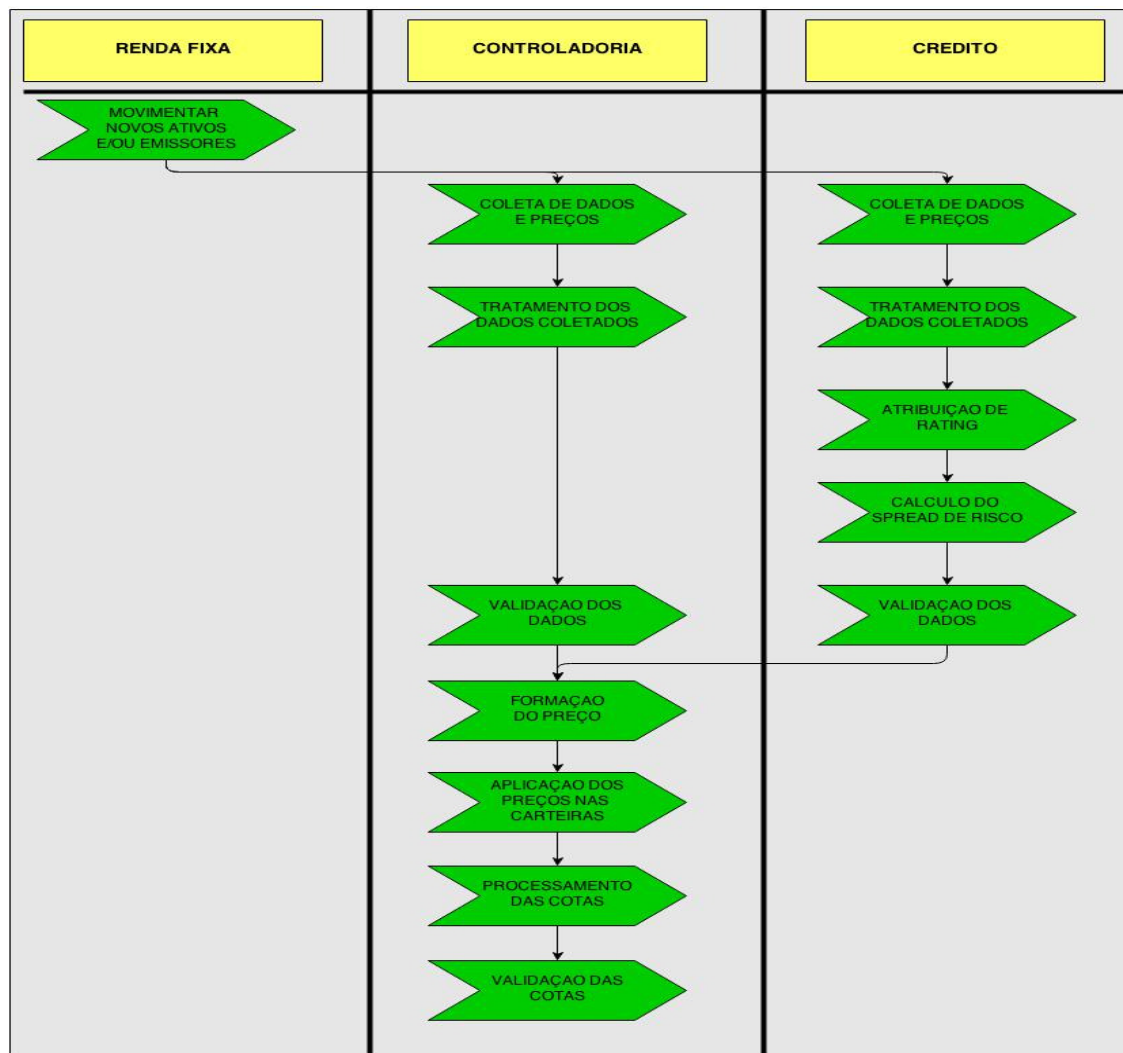 RENDA FIXA
CONTROLADORIA
CREDITO
MOVIMENTAR
NOVOS ATIVOS
E/OU EMISSORES
COLETA DE DADOS
E PREÇOS
COLETA DE DADOS
E PREÇOS
TRATAMENTO DOS
DADOS COLETADOS
TRATAMENTO DOS
DADOS COLETADOS
ATRIBUIÇAO DE
RATING
CALCULO DO
SPREAD DE RISCO
VALIDAÇAO DOS
DADOS
VALIDAÇAO DOS
DADOS
FORMAÇAO
DO PREÇO
APLICAÇAO DOS
PREÇOS NAS
CARTEIRAS
PROCESSAMENTO
DAS COTAS
VALIDAÇAO DAS
COTAS